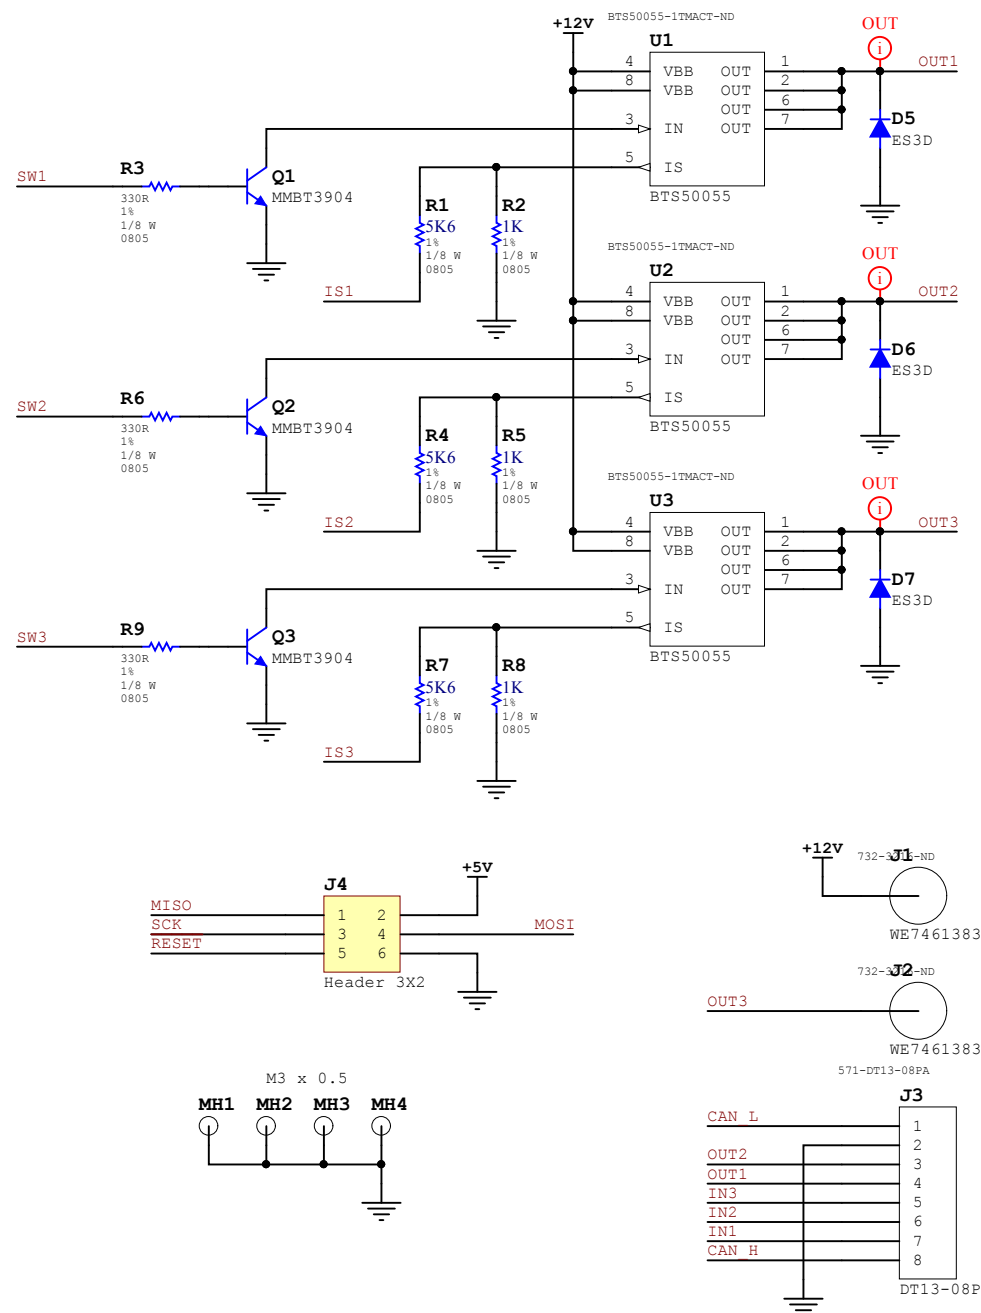 BTS50055-1TMACT-ND
OUT
+12V
U1
i
4 VBB OUT 1
OUT1
8 VBB OUT 2
OUT 6
3 IN OUT 7
D5
ES3D
5 IS
BTS50055
SW1
R3
330R
1%
1/8 W
0805
Q1
MMBT3904
R1
5K6
1%
1/8 W
0805
R2
1K
1%
1/8 W
0805
IS1
BTS50055-1TMACT-ND
OUT
U2
i
4 VBB OUT 1
OUT2
8 VBB OUT 2
OUT 6
3 IN OUT 7
D6
ES3D
5 IS
BTS50055
SW2
R6
330R
1%
1/8 W
0805
Q2
MMBT3904
R4
5K6
1%
1/8 W
0805
R5
1K
1%
1/8 W
0805
IS2
BTS50055-1TMACT-ND
OUT
U3
i
4 VBB OUT 1
OUT3
8 VBB OUT 2
OUT 6
3 IN OUT 7
D7
ES3D
5 IS
BTS50055
SW3
R9
330R
1%
1/8 W
0805
Q3
MMBT3904
R7
5K6
1%
1/8 W
0805
R8
1K
1%
1/8 W
0805
IS3
J4
+5V
MISO 1 2
SCK 3 4 MOSI
RESET 5 6
Header 3X2
+12V
J1
WE7461383
J2
OUT3
WE7461383
M3 x 0.5
MH1 MH2 MH3 MH4
571-DT13-08PA
J3
CAN_L 1
2
OUT2 3
OUT1 4
IN3 5
IN2 6
IN1 7
CAN_H 8
DT13-08P